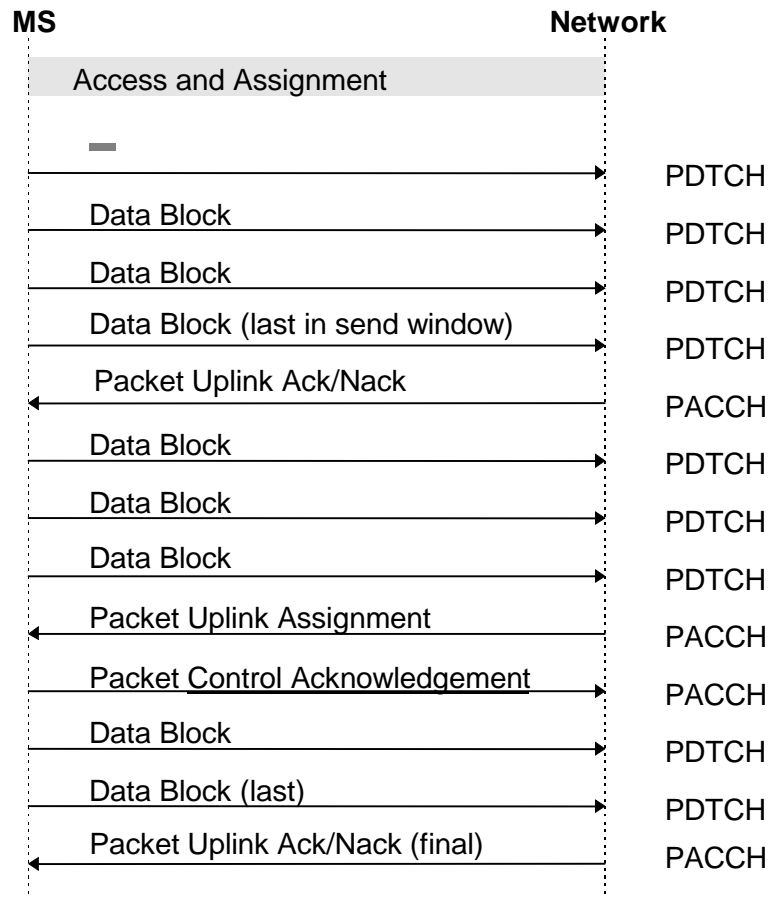 MS Network
Access and Assignment
PDTCH
Data Block PDTCH
Data Block PDTCH
Data Block (last in send window) PDTCH
Packet Uplink Ack/Nack PACCH
Data Block PDTCH
Data Block PDTCH
Data Block PDTCH
Packet Uplink Assignment PACCH
Packet Control Acknowledgement PACCH
Data Block PDTCH
Data Block (last) PDTCH
Packet Uplink Ack/Nack (final) PACCH